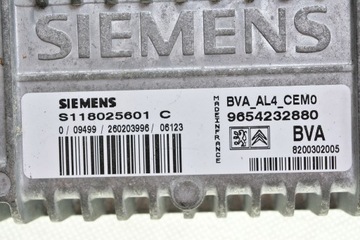 SIEMENS
SIEMENS
S118025601 C
0 / 09499 / 260203996 / 06123
MADE IN FRANCE
BVA_AL4_CEM0
9654232880
BVA
8200302005